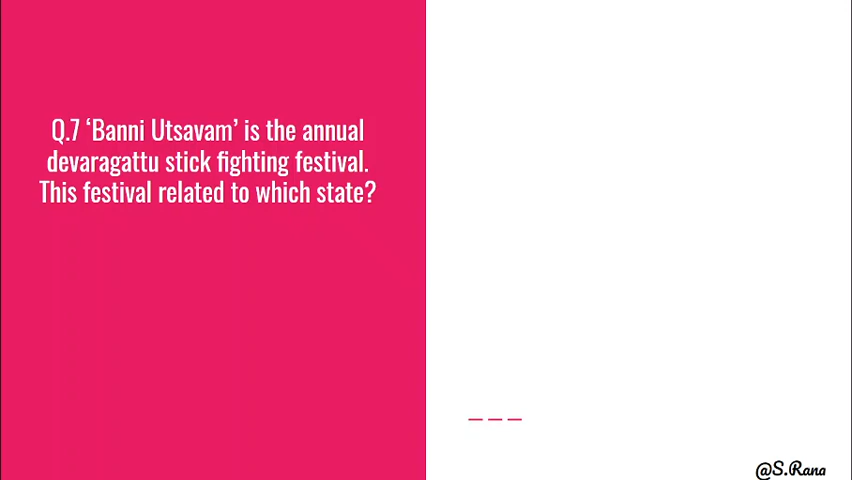 Q.7 ‘Banni Utsavam’ is the annual
devaragattu stick fighting festival.
This festival related to which state?
@S.Rana